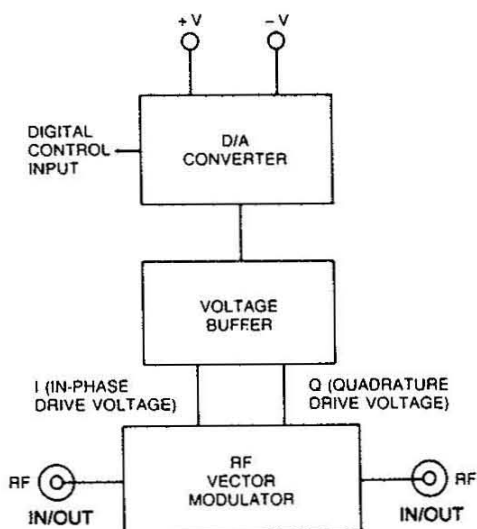 + V
− V
DIGITAL
CONTROL
INPUT
D/A
CONVERTER
VOLTAGE
BUFFER
I (IN-PHASE
DRIVE VOLTAGE)
Q (QUADRATURE
DRIVE VOLTAGE)
RF
IN/OUT
RF
VECTOR
MODULATOR
RF
IN/OUT